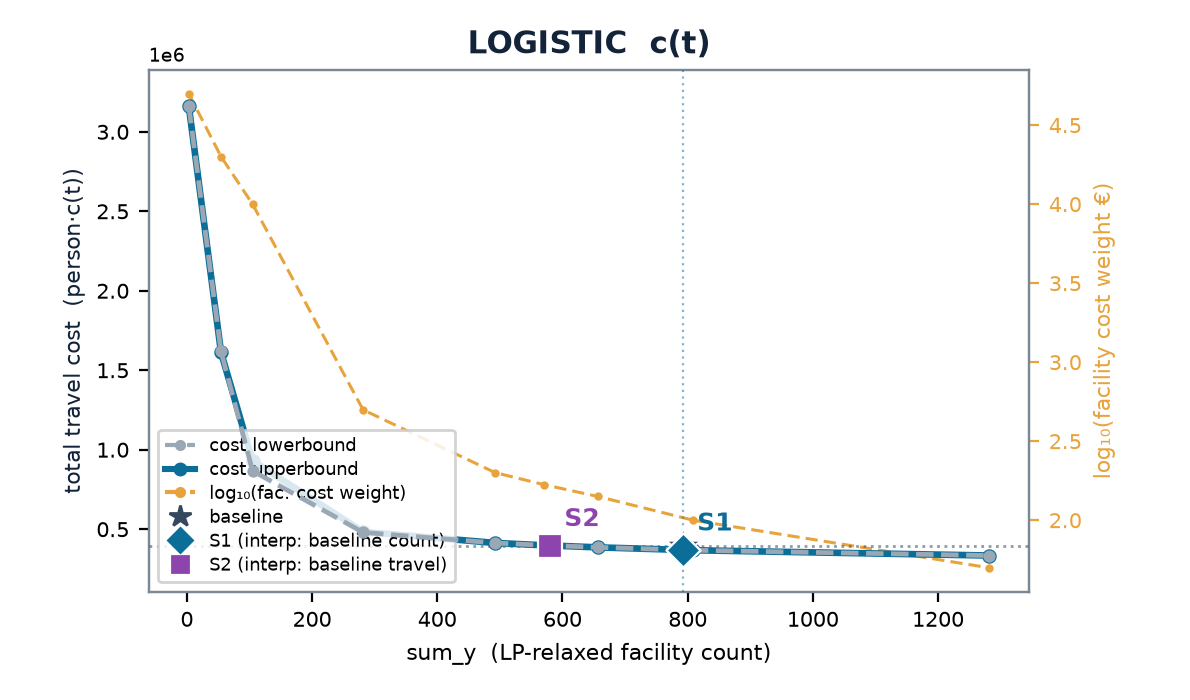 LOGISTIC c(t)
1e6
total travel cost (person·c(t))
3.0
2.5
2.0
1.5
1.0
0.5
4.5
4.0
3.5
3.0
2.5
2.0
log₁₀(facility cost weight €)
S2
S1
cost lowerbound
cost upperbound
log₁₀(fac. cost weight)
baseline
S1 (interp: baseline count)
S2 (interp: baseline travel)
0
200
400
600
800
1000
1200
sum_y (LP-relaxed facility count)